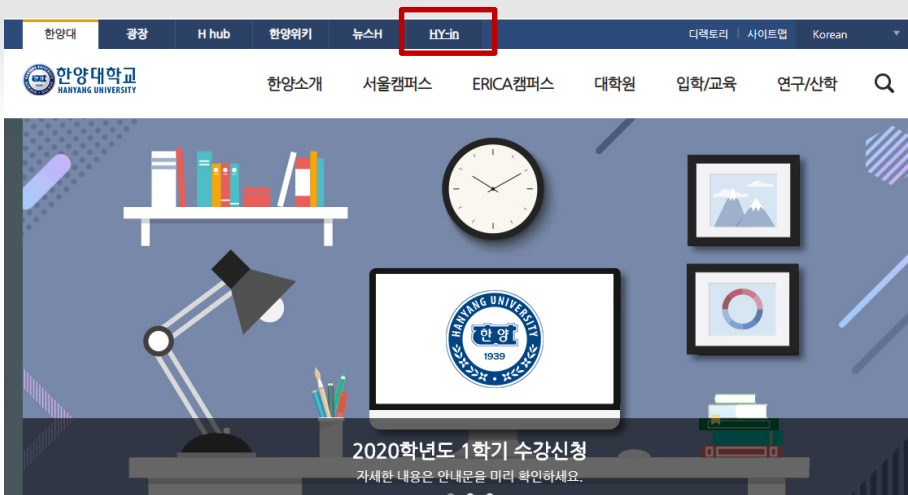 한양대 광장 H hub 한양위키 뉴스H HY-in 디렉토리 사이트맵 Korean
한양대학교
HANYANG UNIVERSITY
한양소개 서울캠퍼스 ERICA캠퍼스 대학원 입학/교육 연구/산학
HANYANG UNIVERSITY
한양
1939
2020학년도 1학기 수강신청
자세한 내용은 안내문을 미리 확인하세요.